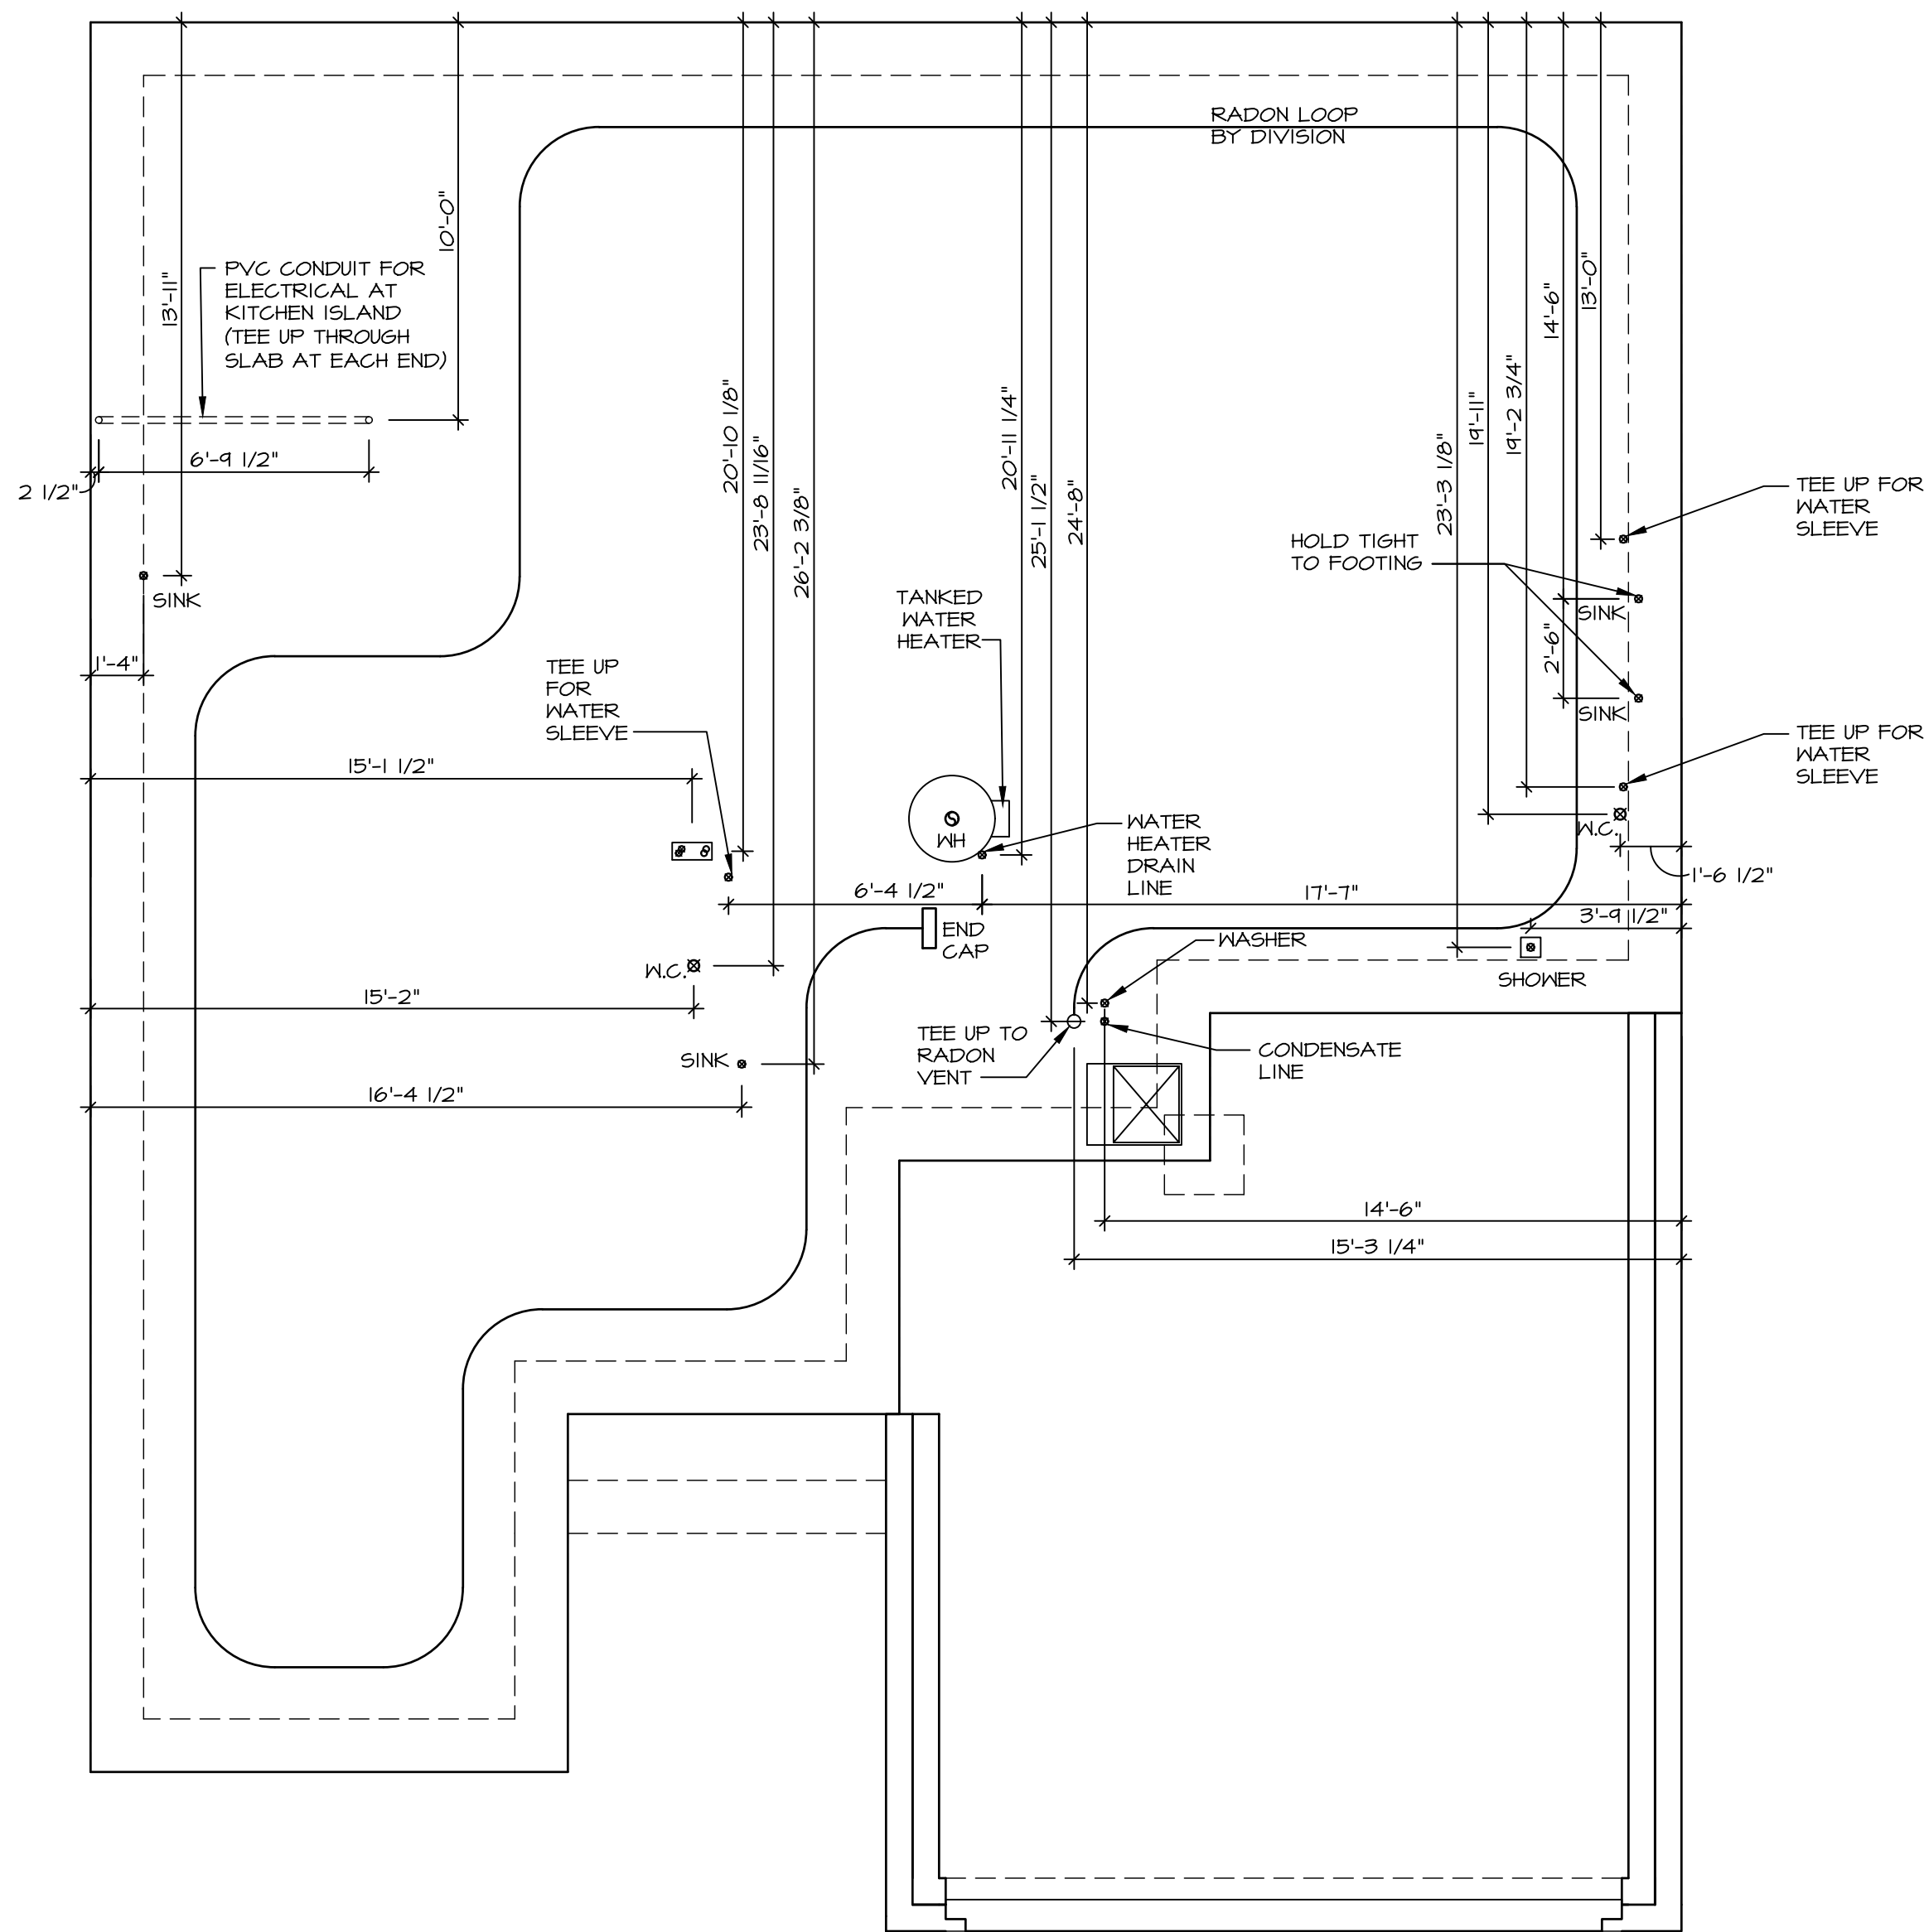 RADON LOOP
BY DIVISION
10'-0"
13'-11"
PVC CONDUIT FOR
ELECTRICAL AT
KITCHEN ISLAND
(TEE UP THROUGH
SLAB AT EACH END)
6'-9 1/2"
2 1/2"
20'-10 1/8"
23'-8 11/16"
26'-2 3/8"
20'-11 1/4"
25'-1 1/2"
24'-8"
23'-3 1/8"
19'-11"
19'-2 3/4"
14'-6"
13'-0"
TEE UP FOR
WATER
SLEEVE
HOLD TIGHT
TO FOOTING
SINK
SINK
2'-6"
SINK
1'-4"
TANKED
WATER
HEATER
TEE UP
FOR
WATER
SLEEVE
TEE UP FOR
WATER
SLEEVE
15'-1 1/2"
WH
WATER
HEATER
DRAIN
LINE
W.C.
1'-6 1/2"
6'-4 1/2"
17'-7"
3'-9 1/2"
END
CAP
WASHER
SHOWER
W.C.
15'-2"
TEE UP TO
RADON
VENT
CONDENSATE
LINE
SINK
16'-4 1/2"
14'-6"
15'-3 1/4"